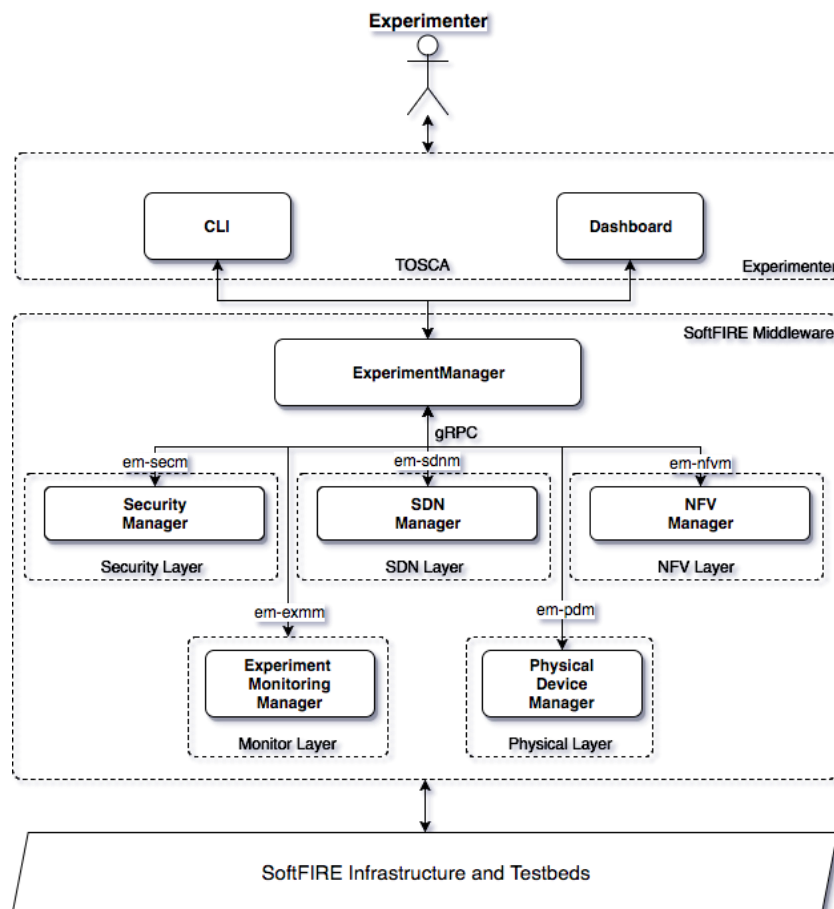 Experimenter
CLI
Dashboard
TOSCA
Experimenter
SoftFIRE Middleware
ExperimentManager
gRPC
em-secm
em-sdnm
em-nfvm
Security
Manager
SDN
Manager
NFV
Manager
Security Layer
SDN Layer
NFV Layer
em-exmm
em-pdm
Experiment
Monitoring
Manager
Physical
Device
Manager
Monitor Layer
Physical Layer
SoftFIRE Infrastructure and Testbeds